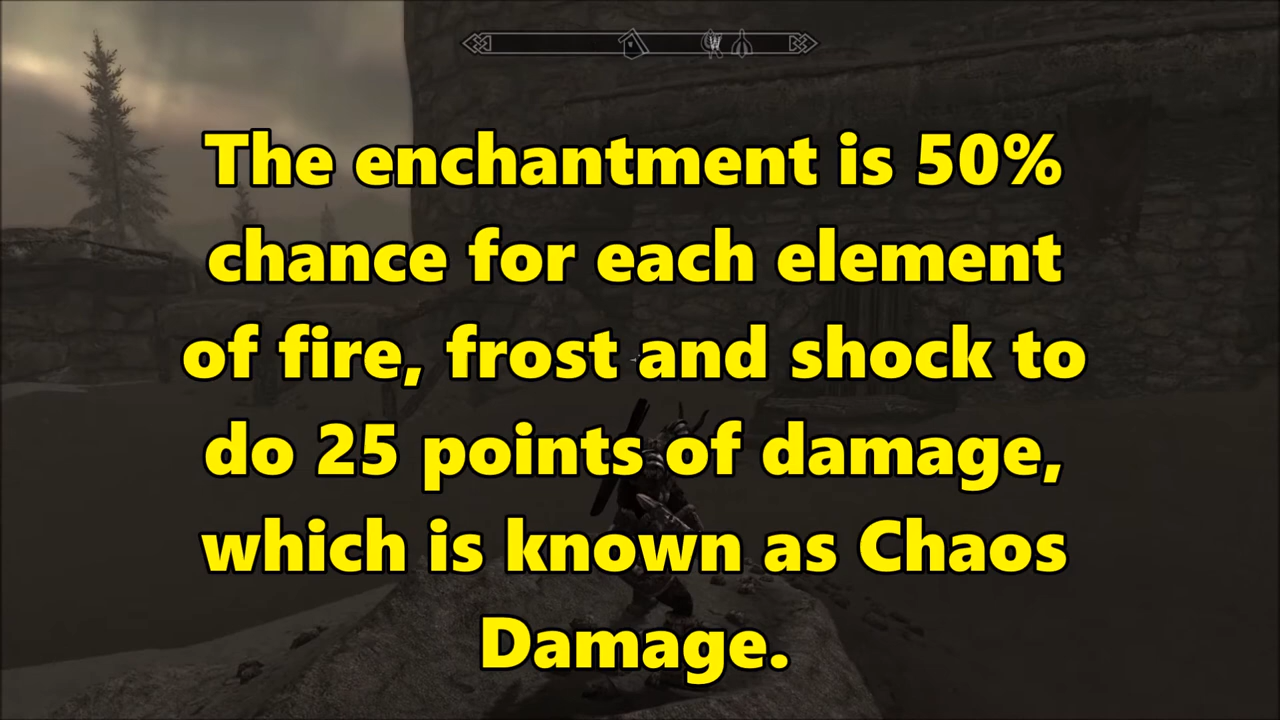 The enchantment is 50%
chance for each element
of fire, frost and shock to
do 25 points of damage,
which is known as Chaos
Damage.